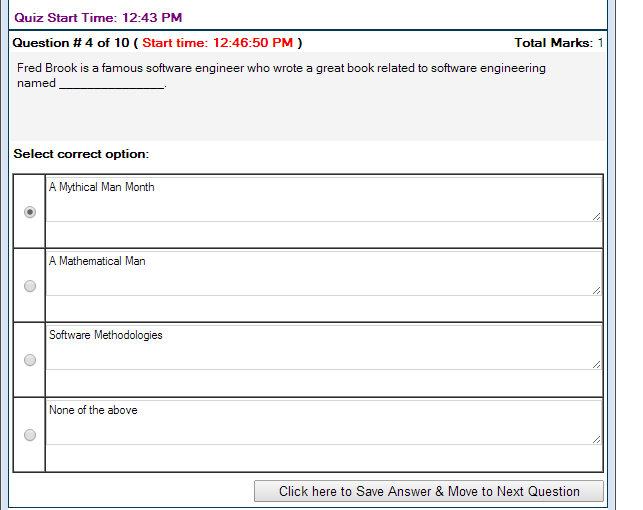 Quiz Start Time: 12:43 PM
Question # 4 of 10 ( Start time: 12:46:50 PM ) Total Marks: 1
Fred Brook is a famous software engineer who wrote a great book related to software engineering
named ________________.
Select correct option:
A Mythical Man Month
A Mathematical Man
Software Methodologies
None of the above
Click here to Save Answer & Move to Next Question